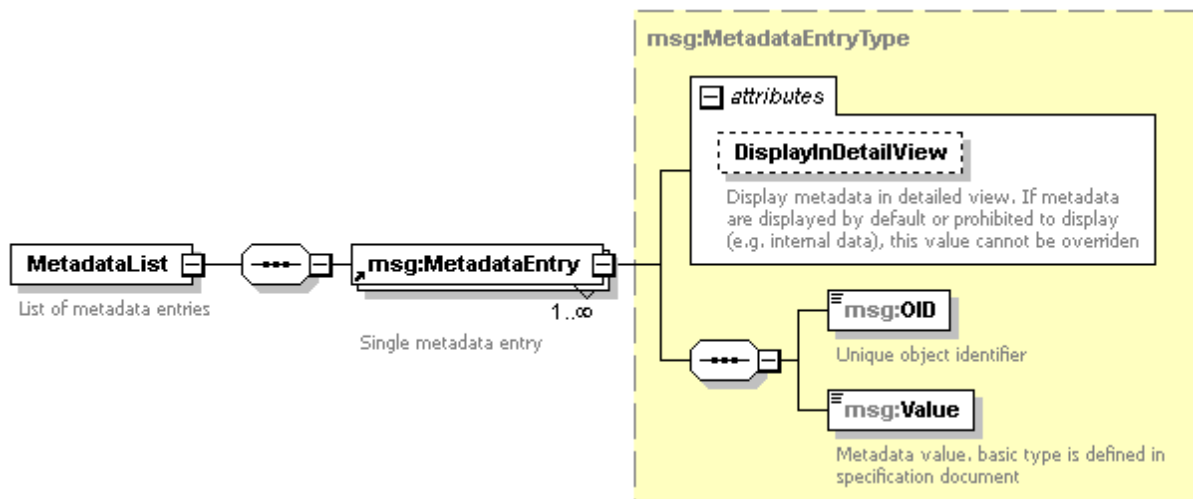 msg:MetadataEntryType
attributes
DisplayInDetailView
Display metadata in detailed view. If metadata
are displayed by default or prohibited to display
(e.g. internal data), this value cannot be overriden
MetadataList
List of metadata entries
msg:MetadataEntry
1..∞
Single metadata entry
msg:OID
Unique object identifier
msg:Value
Metadata value. basic type is defined in
specification document